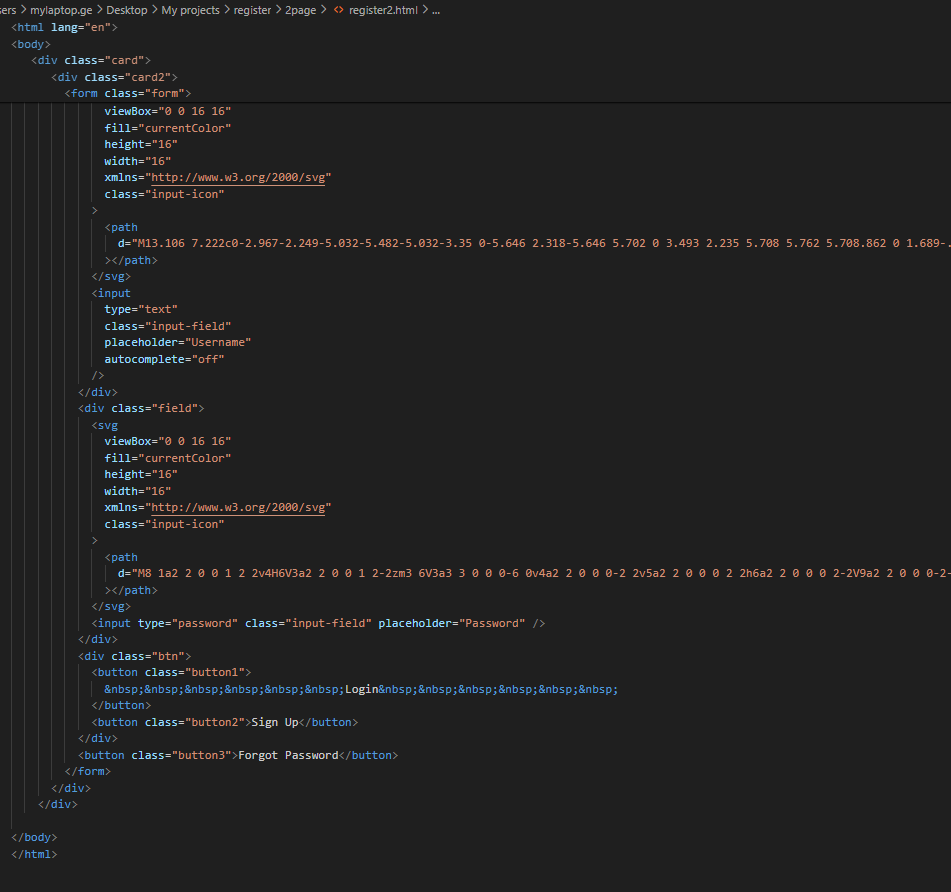 ers > mylaptop.ge > Desktop > My projects > register > 2page > <> register2.html > ...
<html lang="en">
<body>
<div class="card">
<div class="card2">
<form class="form">
viewBox="0 0 16 16"
fill="currentColor"
height="16"
width="16"
xmlns="http://www.w3.org/2000/svg"
class="input-icon"
>
<path
d="M13.106 7.222c0-2.967-2.249-5.032-5.482-5.032-3.35 0-5.646 2.318-5.646 5.702 0 3.493 2.235 5.708 5.762 5.708.862 0 1.689-.
></path>
</svg>
<input
type="text"
class="input-field"
placeholder="Username"
autocomplete="off"
/>
</div>
<div class="field">
<svg
viewBox="0 0 16 16"
fill="currentColor"
height="16"
width="16"
xmlns="http://www.w3.org/2000/svg"
class="input-icon"
>
<path
d="M8 1a2 2 0 0 1 2 2v4H6V3a2 2 0 0 1 2-2zm3 6V3a3 3 0 0 0-6 0v4a2 2 0 0 0-2 2v5a2 2 0 0 0 2 2h6a2 2 0 0 0 2-2V9a2 2 0 0 0-2-
></path>
</svg>
<input type="password" class="input-field" placeholder="Password" />
</div>
<div class="btn">
<button class="button1">
&nbsp;&nbsp;&nbsp;&nbsp;&nbsp;&nbsp;Login&nbsp;&nbsp;&nbsp;&nbsp;&nbsp;&nbsp;
</button>
<button class="button2">Sign Up</button>
</div>
<button class="button3">Forgot Password</button>
</form>
</div>
</div>
</body>
</html>